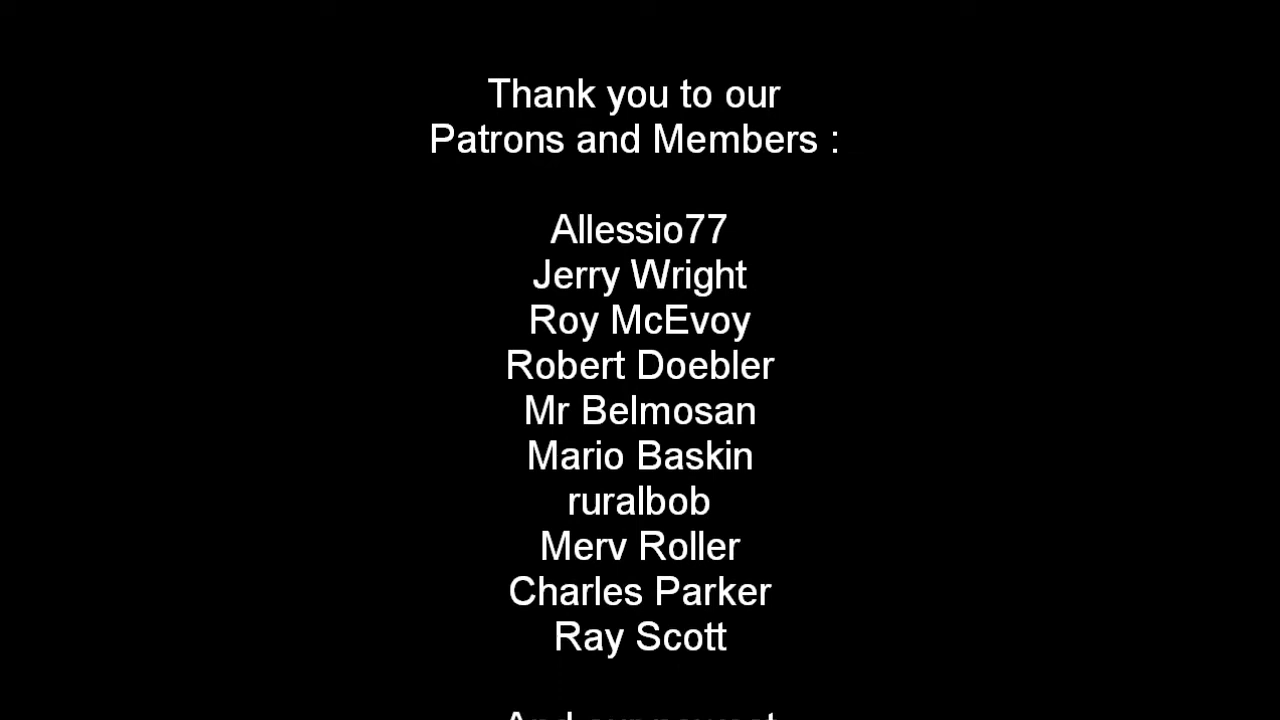 Thank you to our
Patrons and Members :
Allessio77
Jerry Wright
Roy McEvoy
Robert Doebler
Mr Belmosan
Mario Baskin
ruralbob
Merv Roller
Charles Parker
Ray Scott
And